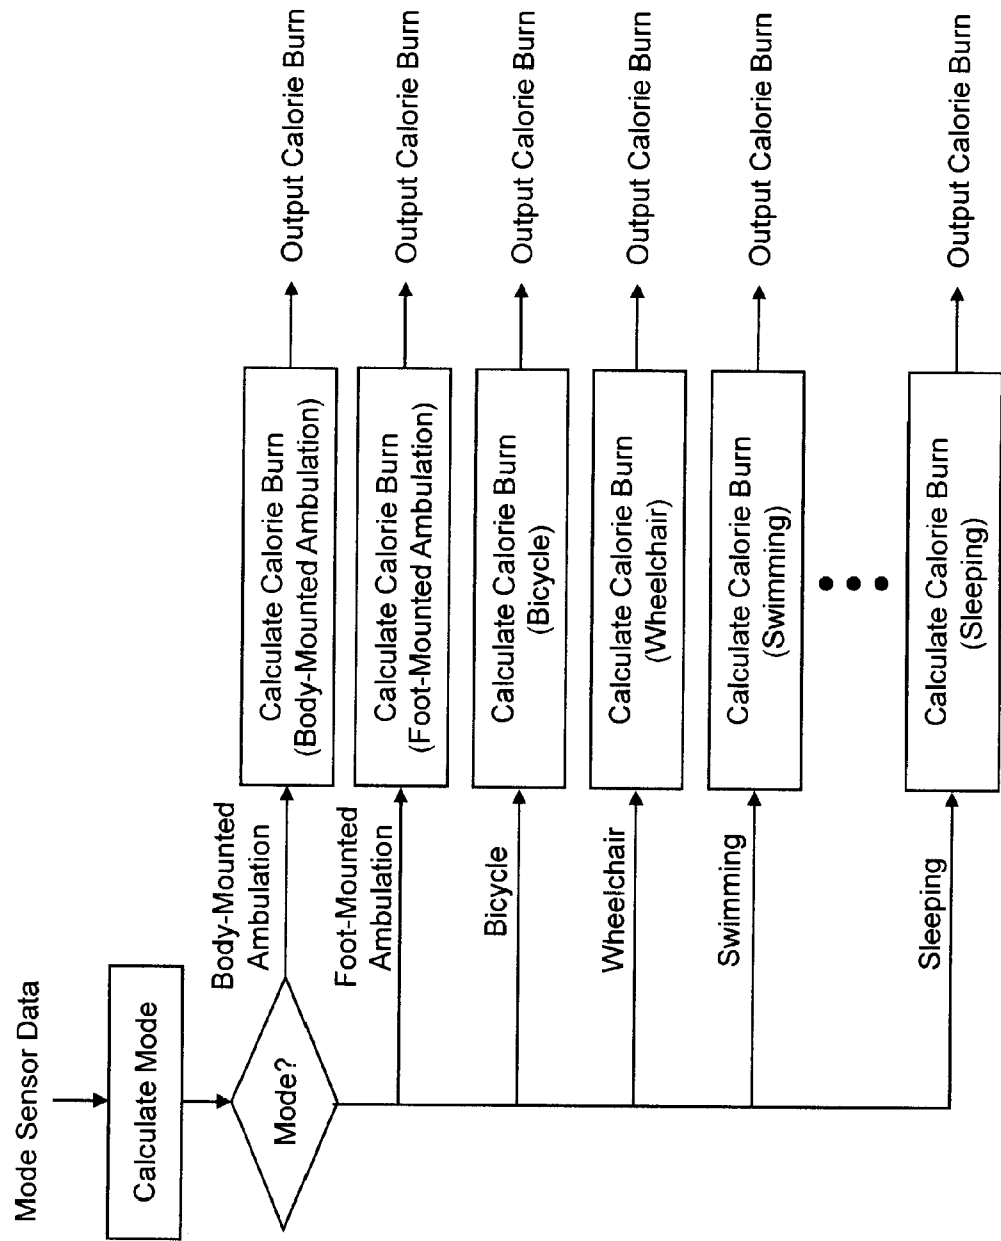 Mode Sensor Data
Calculate Mode
Mode?
Body-Mounted
Ambulation
Calculate Calorie Burn
(Body-Mounted Ambulation)
Output Calorie Burn
Foot-Mounted
Ambulation
Calculate Calorie Burn
(Foot-Mounted Ambulation)
Output Calorie Burn
Bicycle
Calculate Calorie Burn
(Bicycle)
Output Calorie Burn
Wheelchair
Calculate Calorie Burn
(Wheelchair)
Output Calorie Burn
Swimming
Calculate Calorie Burn
(Swimming)
Output Calorie Burn
Sleeping
Calculate Calorie Burn
(Sleeping)
Output Calorie Burn